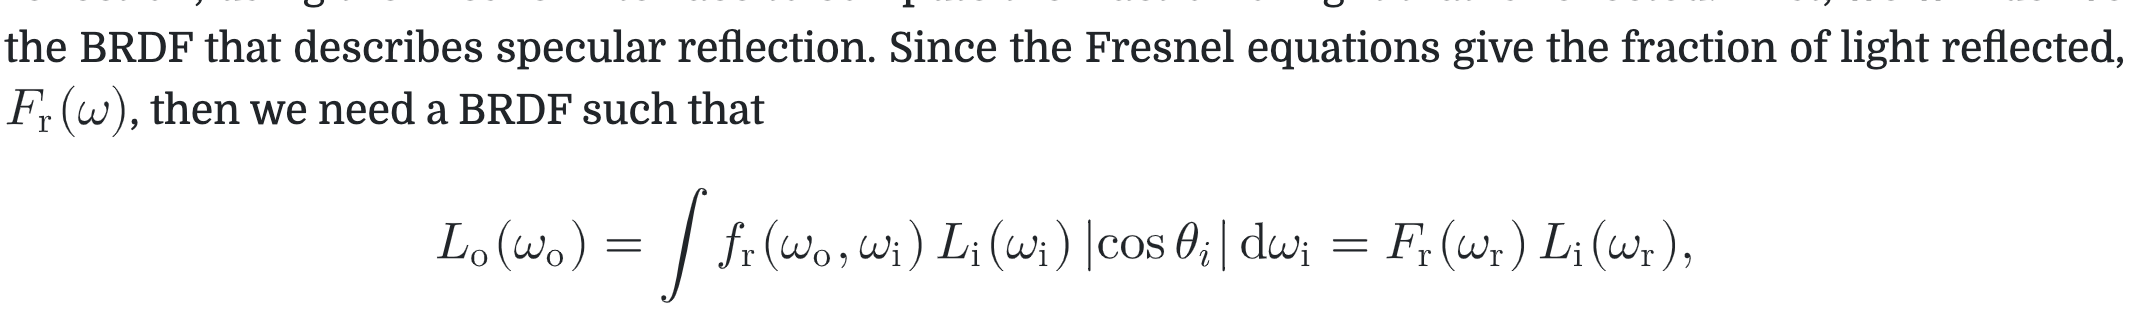 the BRDF that describes specular reflection. Since the Fresnel equations give the fraction of light reflected,
Fᵣ(ω), then we need a BRDF such that
Lₒ(ωₒ) = ∫ fᵣ(ωₒ, ωᵢ) Lᵢ(ωᵢ) |cos θᵢ| dωᵢ = Fᵣ(ωᵣ) Lᵢ(ωᵣ),